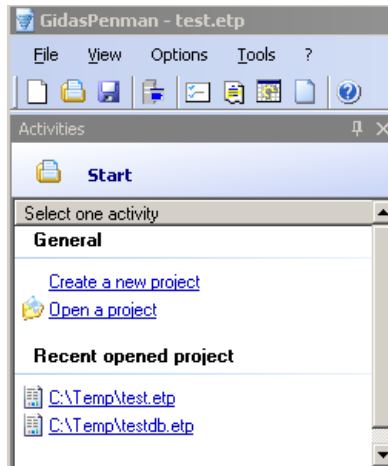 GidasPenman - test.etp
File View Options Tools ?
Activities
Start
Select one activity
General
Create a new project
Open a project
Recent opened project
C:\Temp\test.etp
C:\Temp\testdb.etp